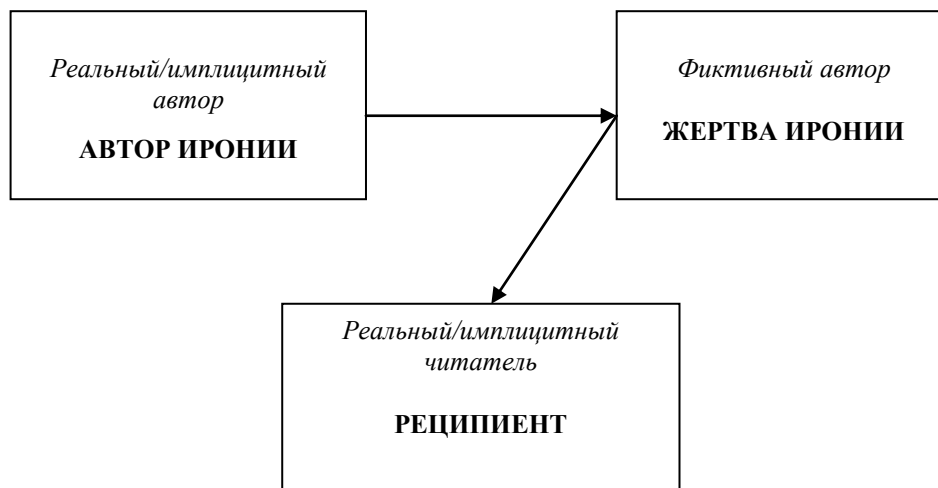 Реальный/имплицитный
автор
АВТОР ИРОНИИ
Фиктивный автор
ЖЕРТВА ИРОНИИ
Реальный/имплицитный
читатель
РЕЦИПИЕНТ